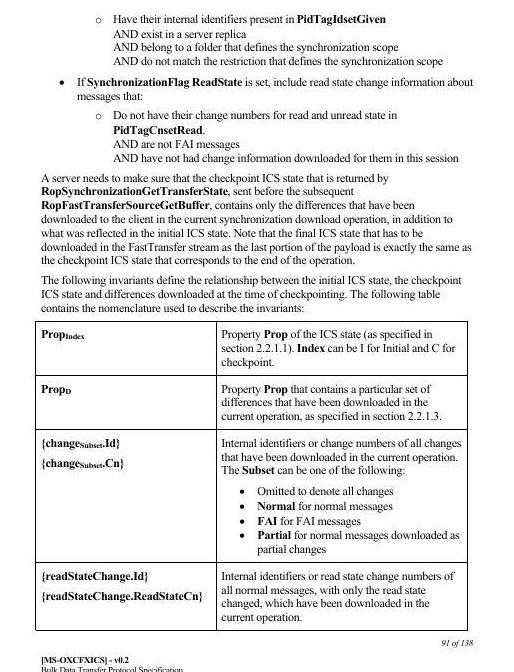 o Have their internal identifiers present in PidTagIdsetGiven
AND exist in a server replica
AND belong to a folder that defines the synchronization scope
AND do not match the restriction that defines the synchronization scope
• If SynchronizationFlag ReadState is set, include read state change information about
messages that:
o Do not have their change numbers for read and unread state in
PidTagCnsetRead.
AND are not FAI messages
AND have not had change information downloaded for them in this session
A server needs to make sure that the checkpoint ICS state that is returned by
RopSynchronizationGetTransferState, sent before the subsequent
RopFastTransferSourceGetBuffer, contains only the differences that have been
downloaded to the client in the current synchronization download operation, in addition to
what was reflected in the initial ICS state. Note that the final ICS state that has to be
downloaded in the FastTransfer stream as the last portion of the payload is exactly the same as
the checkpoint ICS state that corresponds to the end of the operation.
The following invariants define the relationship between the initial ICS state, the checkpoint
ICS state and differences downloaded at the time of checkpointing. The following table
contains the nomenclature used to describe the invariants:
PropIndex
Property Prop of the ICS state (as specified in
section 2.2.1.1). Index can be I for Initial and C for
checkpoint.
PropD
Property Prop that contains a particular set of
differences that have been downloaded in the
current operation, as specified in section 2.2.1.3.
{changeSubset.Id}
{changeSubset.Cn}
Internal identifiers or change numbers of all changes
that have been downloaded in the current operation.
The Subset can be one of the following:
• Omitted to denote all changes
• Normal for normal messages
• FAI for FAI messages
• Partial for normal messages downloaded as
partial changes
{readStateChange.Id}
{readStateChange.ReadStateCn}
Internal identifiers or read state change numbers of
all normal messages, with only the read state
changed, which have been downloaded in the
current operation.
91 of 138
[MS-OXCFXICS] - v0.2
Bulk Data Transfer Protocol Specification